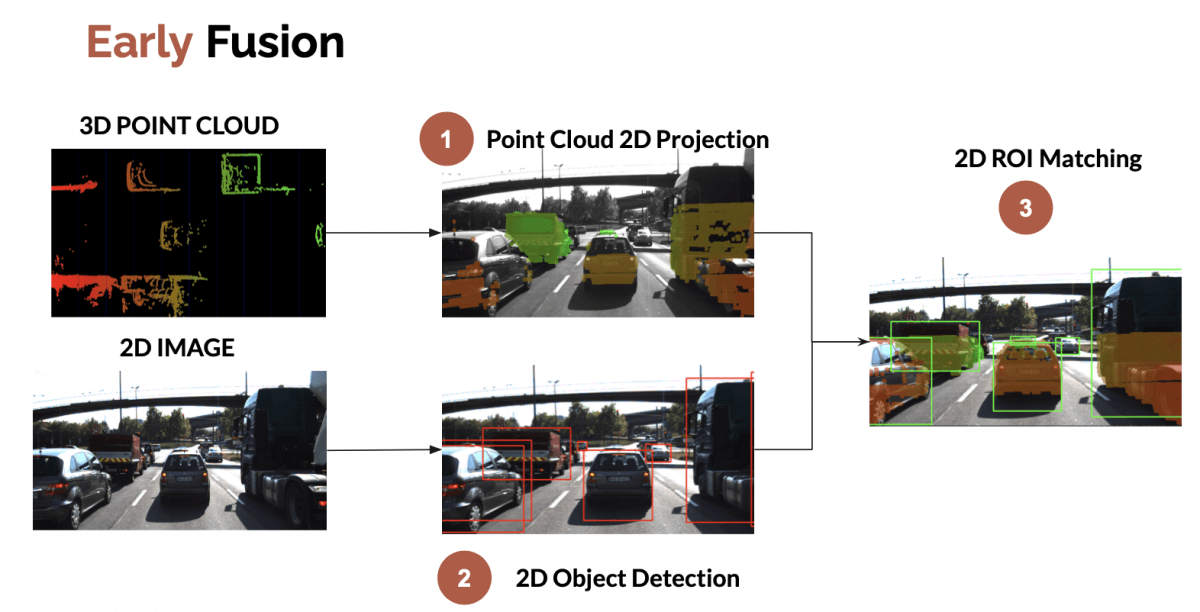 Early Fusion
3D POINT CLOUD
1 Point Cloud 2D Projection
2D ROI Matching
3
2D IMAGE
2 2D Object Detection